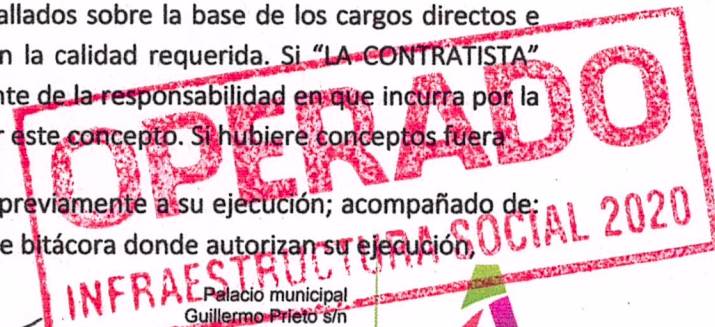 allados sobre la base de los cargos directos e
n la calidad requerida. Si “LA CONTRATISTA”
nte de la responsabilidad en que incurra por la
r este concepto. Si hubiere conceptos fuera
previamente a su ejecución; acompañado de:
e bitácora donde autorizan su ejecución,
OPERADO
INFRAESTRUCTURA SOCIAL 2020
Palacio municipal
Guillermo Prieto s/n